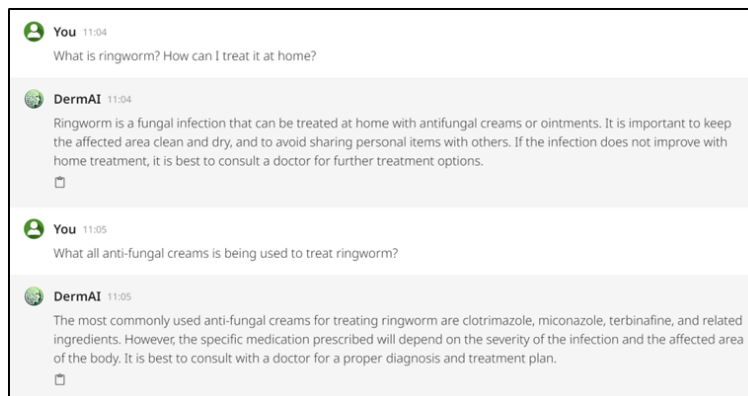 You 11:04
What is ringworm? How can I treat it at home?
DermAI 11:04
Ringworm is a fungal infection that can be treated at home with antifungal creams or ointments. It is important to keep
the affected area clean and dry, and to avoid sharing personal items with others. If the infection does not improve with
home treatment, it is best to consult a doctor for further treatment options.
You 11:05
What all anti-fungal creams is being used to treat ringworm?
DermAI 11:05
The most commonly used anti-fungal creams for treating ringworm are clotrimazole, miconazole, terbinafine, and related
ingredients. However, the specific medication prescribed will depend on the severity of the infection and the affected area
of the body. It is best to consult with a doctor for a proper diagnosis and treatment plan.